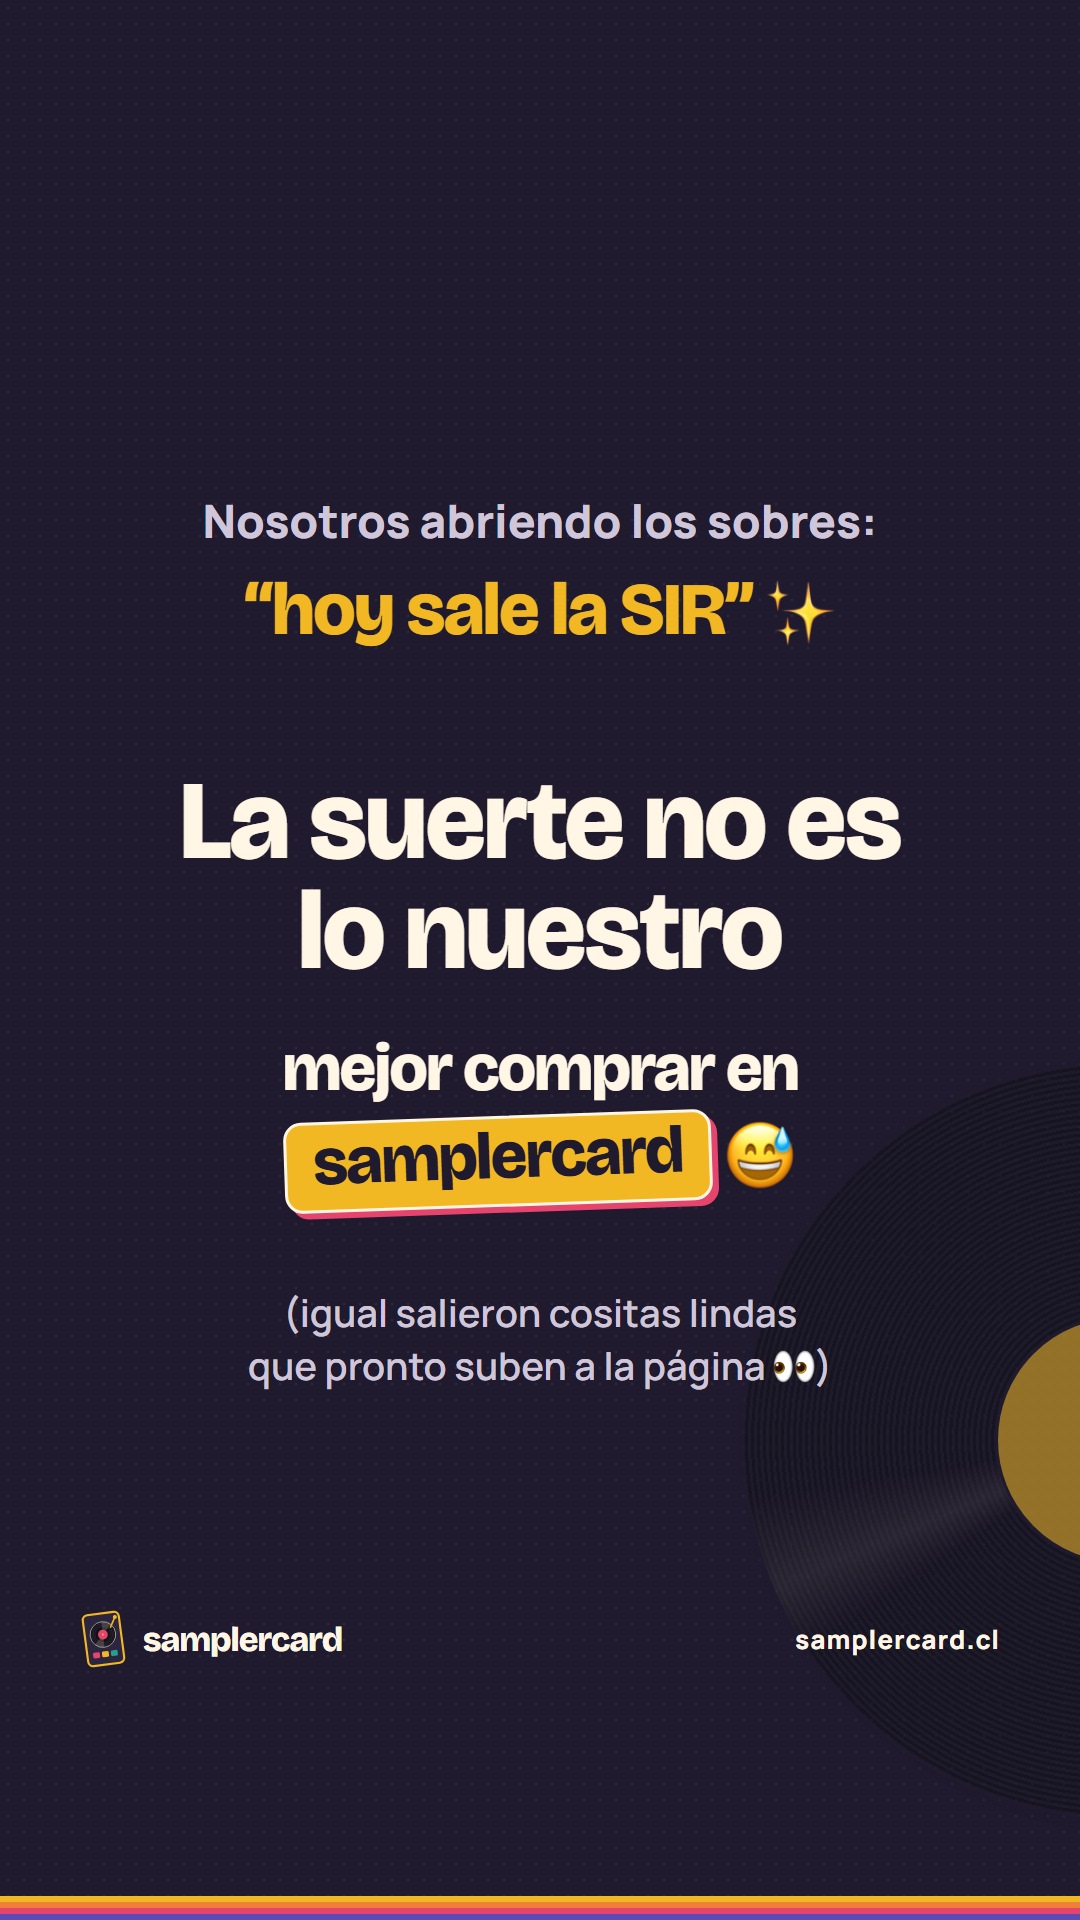 Nosotros abriendo los sobres:
“hoy sale la SIR” ✨
La suerte no es
lo nuestro
mejor comprar en
samplercard 😅
(igual salieron cositas lindas
que pronto suben a la página 👀)
samplercard
samplercard.cl